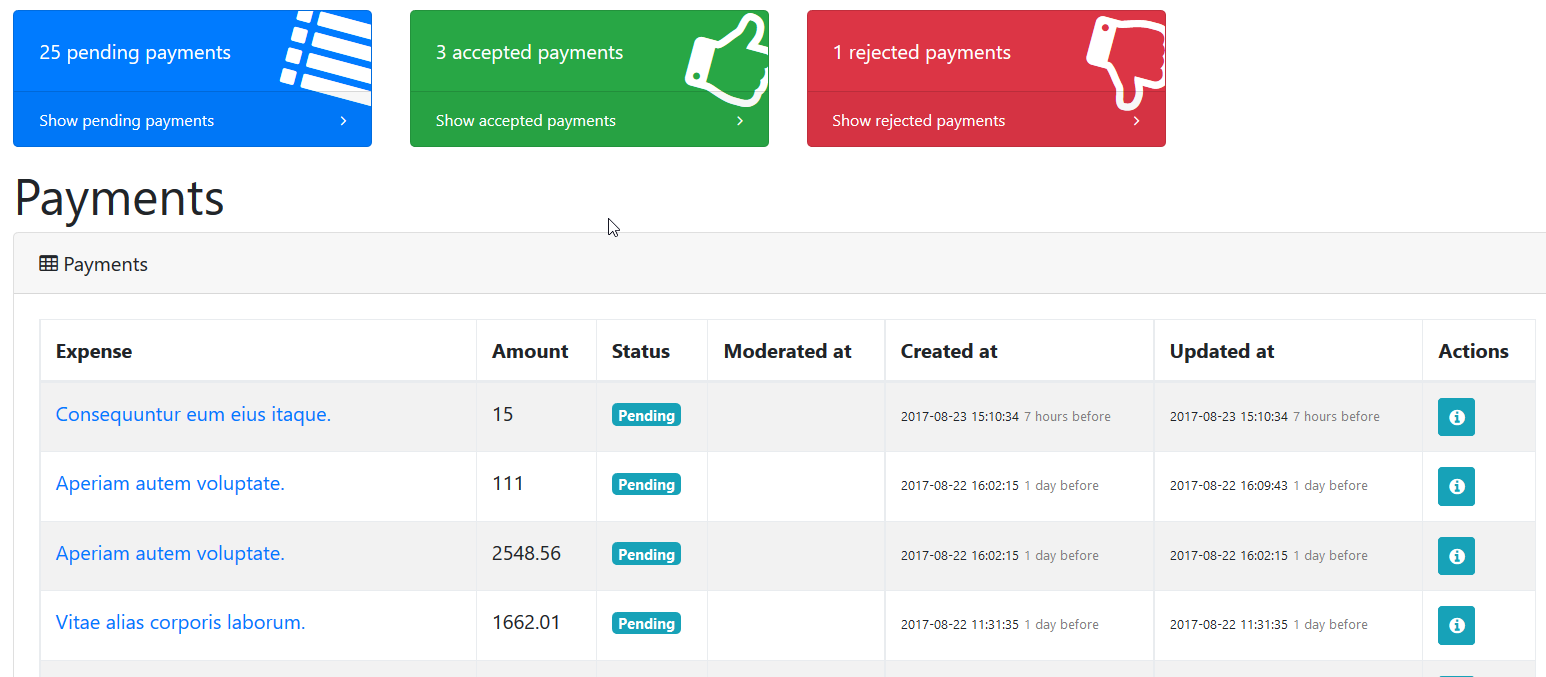 25 pending payments
3 accepted payments
1 rejected payments
Show pending payments
Show accepted payments
Show rejected payments
Payments
Payments
Expense Amount Status Moderated at Created at Updated at Actions
Consequuntur eum eius itaque. 15 Pending 2017-08-23 15:10:34 7 hours before 2017-08-23 15:10:34 7 hours before
Aperiam autem voluptate. 111 Pending 2017-08-22 16:02:15 1 day before 2017-08-22 16:09:43 1 day before
Aperiam autem voluptate. 2548.56 Pending 2017-08-22 16:02:15 1 day before 2017-08-22 16:02:15 1 day before
Vitae alias corporis laborum. 1662.01 Pending 2017-08-22 11:31:35 1 day before 2017-08-22 11:31:35 1 day before